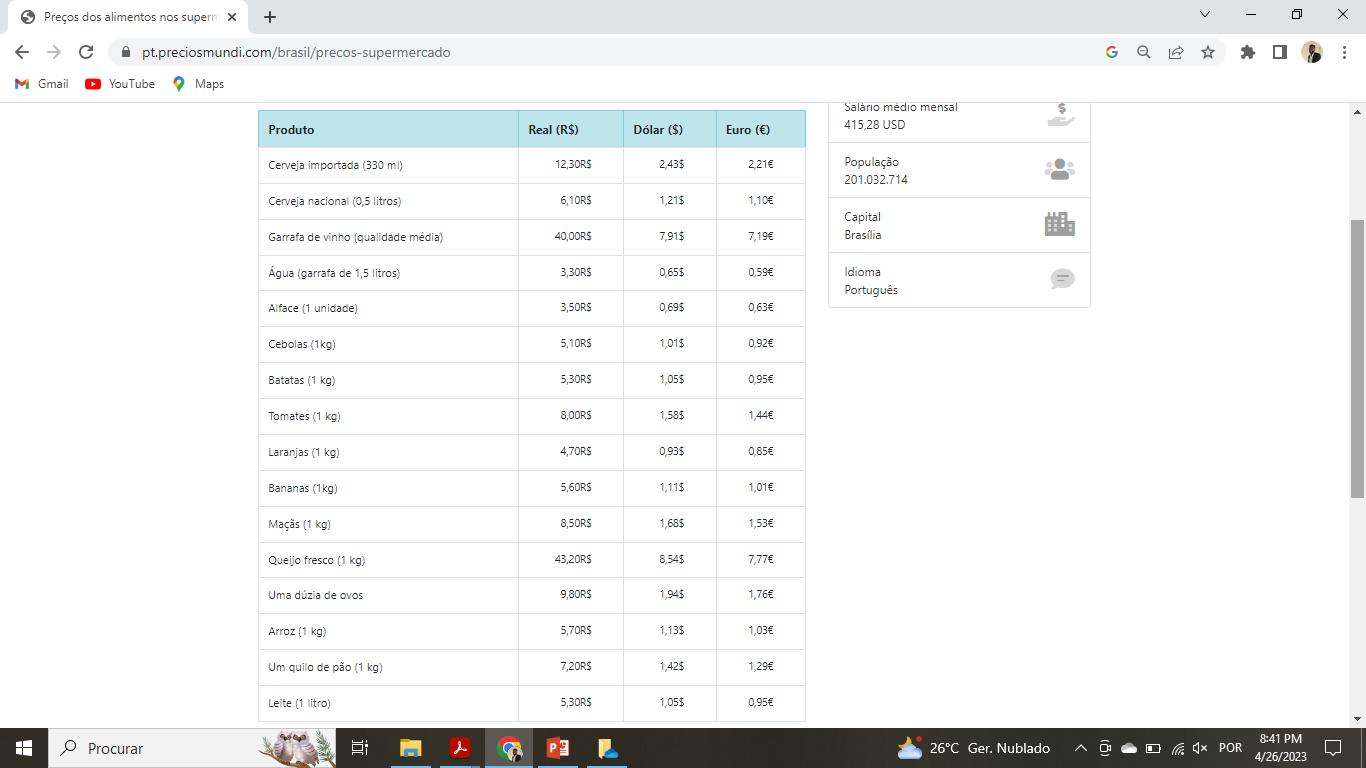 Preços dos alimentos nos superm
pt.preciosmundi.com/brasil/precos-supermercado
Gmail YouTube Maps
Produto Real (R$) Dólar ($) Euro (€)
Cerveja importada (330 ml) 12,30R$ 2,43$ 2,21€
Cerveja nacional (0,5 litros) 6,10R$ 1,21$ 1,10€
Garrafa de vinho (qualidade média) 40,00R$ 7,91$ 7,19€
Água (garrafa de 1,5 litros) 3,30R$ 0,65$ 0,59€
Alface (1 unidade) 3,50R$ 0,69$ 0,63€
Cebolas (1kg) 5,10R$ 1,01$ 0,92€
Batatas (1 kg) 5,30R$ 1,05$ 0,95€
Tomates (1 kg) 8,00R$ 1,58$ 1,44€
Laranjas (1 kg) 4,70R$ 0,93$ 0,85€
Bananas (1kg) 5,60R$ 1,11$ 1,01€
Maçãs (1 kg) 8,50R$ 1,68$ 1,53€
Queijo fresco (1 kg) 43,20R$ 8,54$ 7,77€
Uma dúzia de ovos 9,80R$ 1,94$ 1,76€
Arroz (1 kg) 5,70R$ 1,13$ 1,03€
Um quilo de pão (1 kg) 7,20R$ 1,42$ 1,29€
Leite (1 litro) 5,30R$ 1,05$ 0,95€
Salário médio mensal
415,28 USD
População
201.032.714
Capital
Brasília
Idioma
Português
Procurar
26°C Ger. Nublado
POR
8:41 PM
4/26/2023